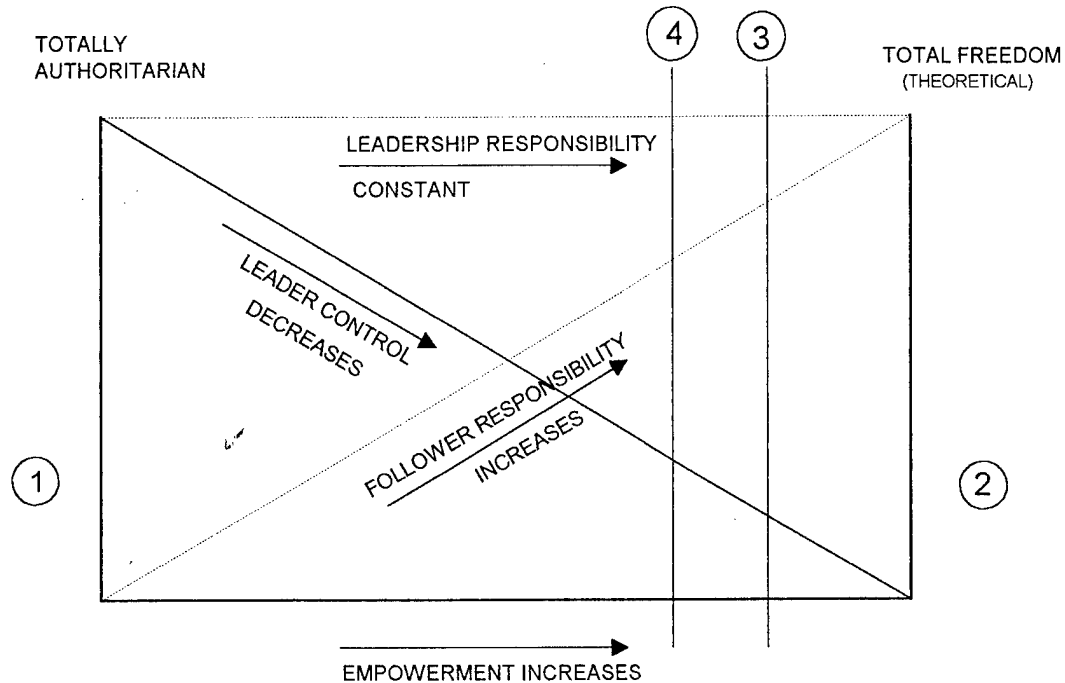 TOTALLY
AUTHORITARIAN
4
3
TOTAL FREEDOM
(THEORETICAL)
LEADERSHIP RESPONSIBILITY
CONSTANT
LEADER CONTROL
DECREASES
FOLLOWER RESPONSIBILITY
INCREASES
1
2
EMPOWERMENT INCREASES